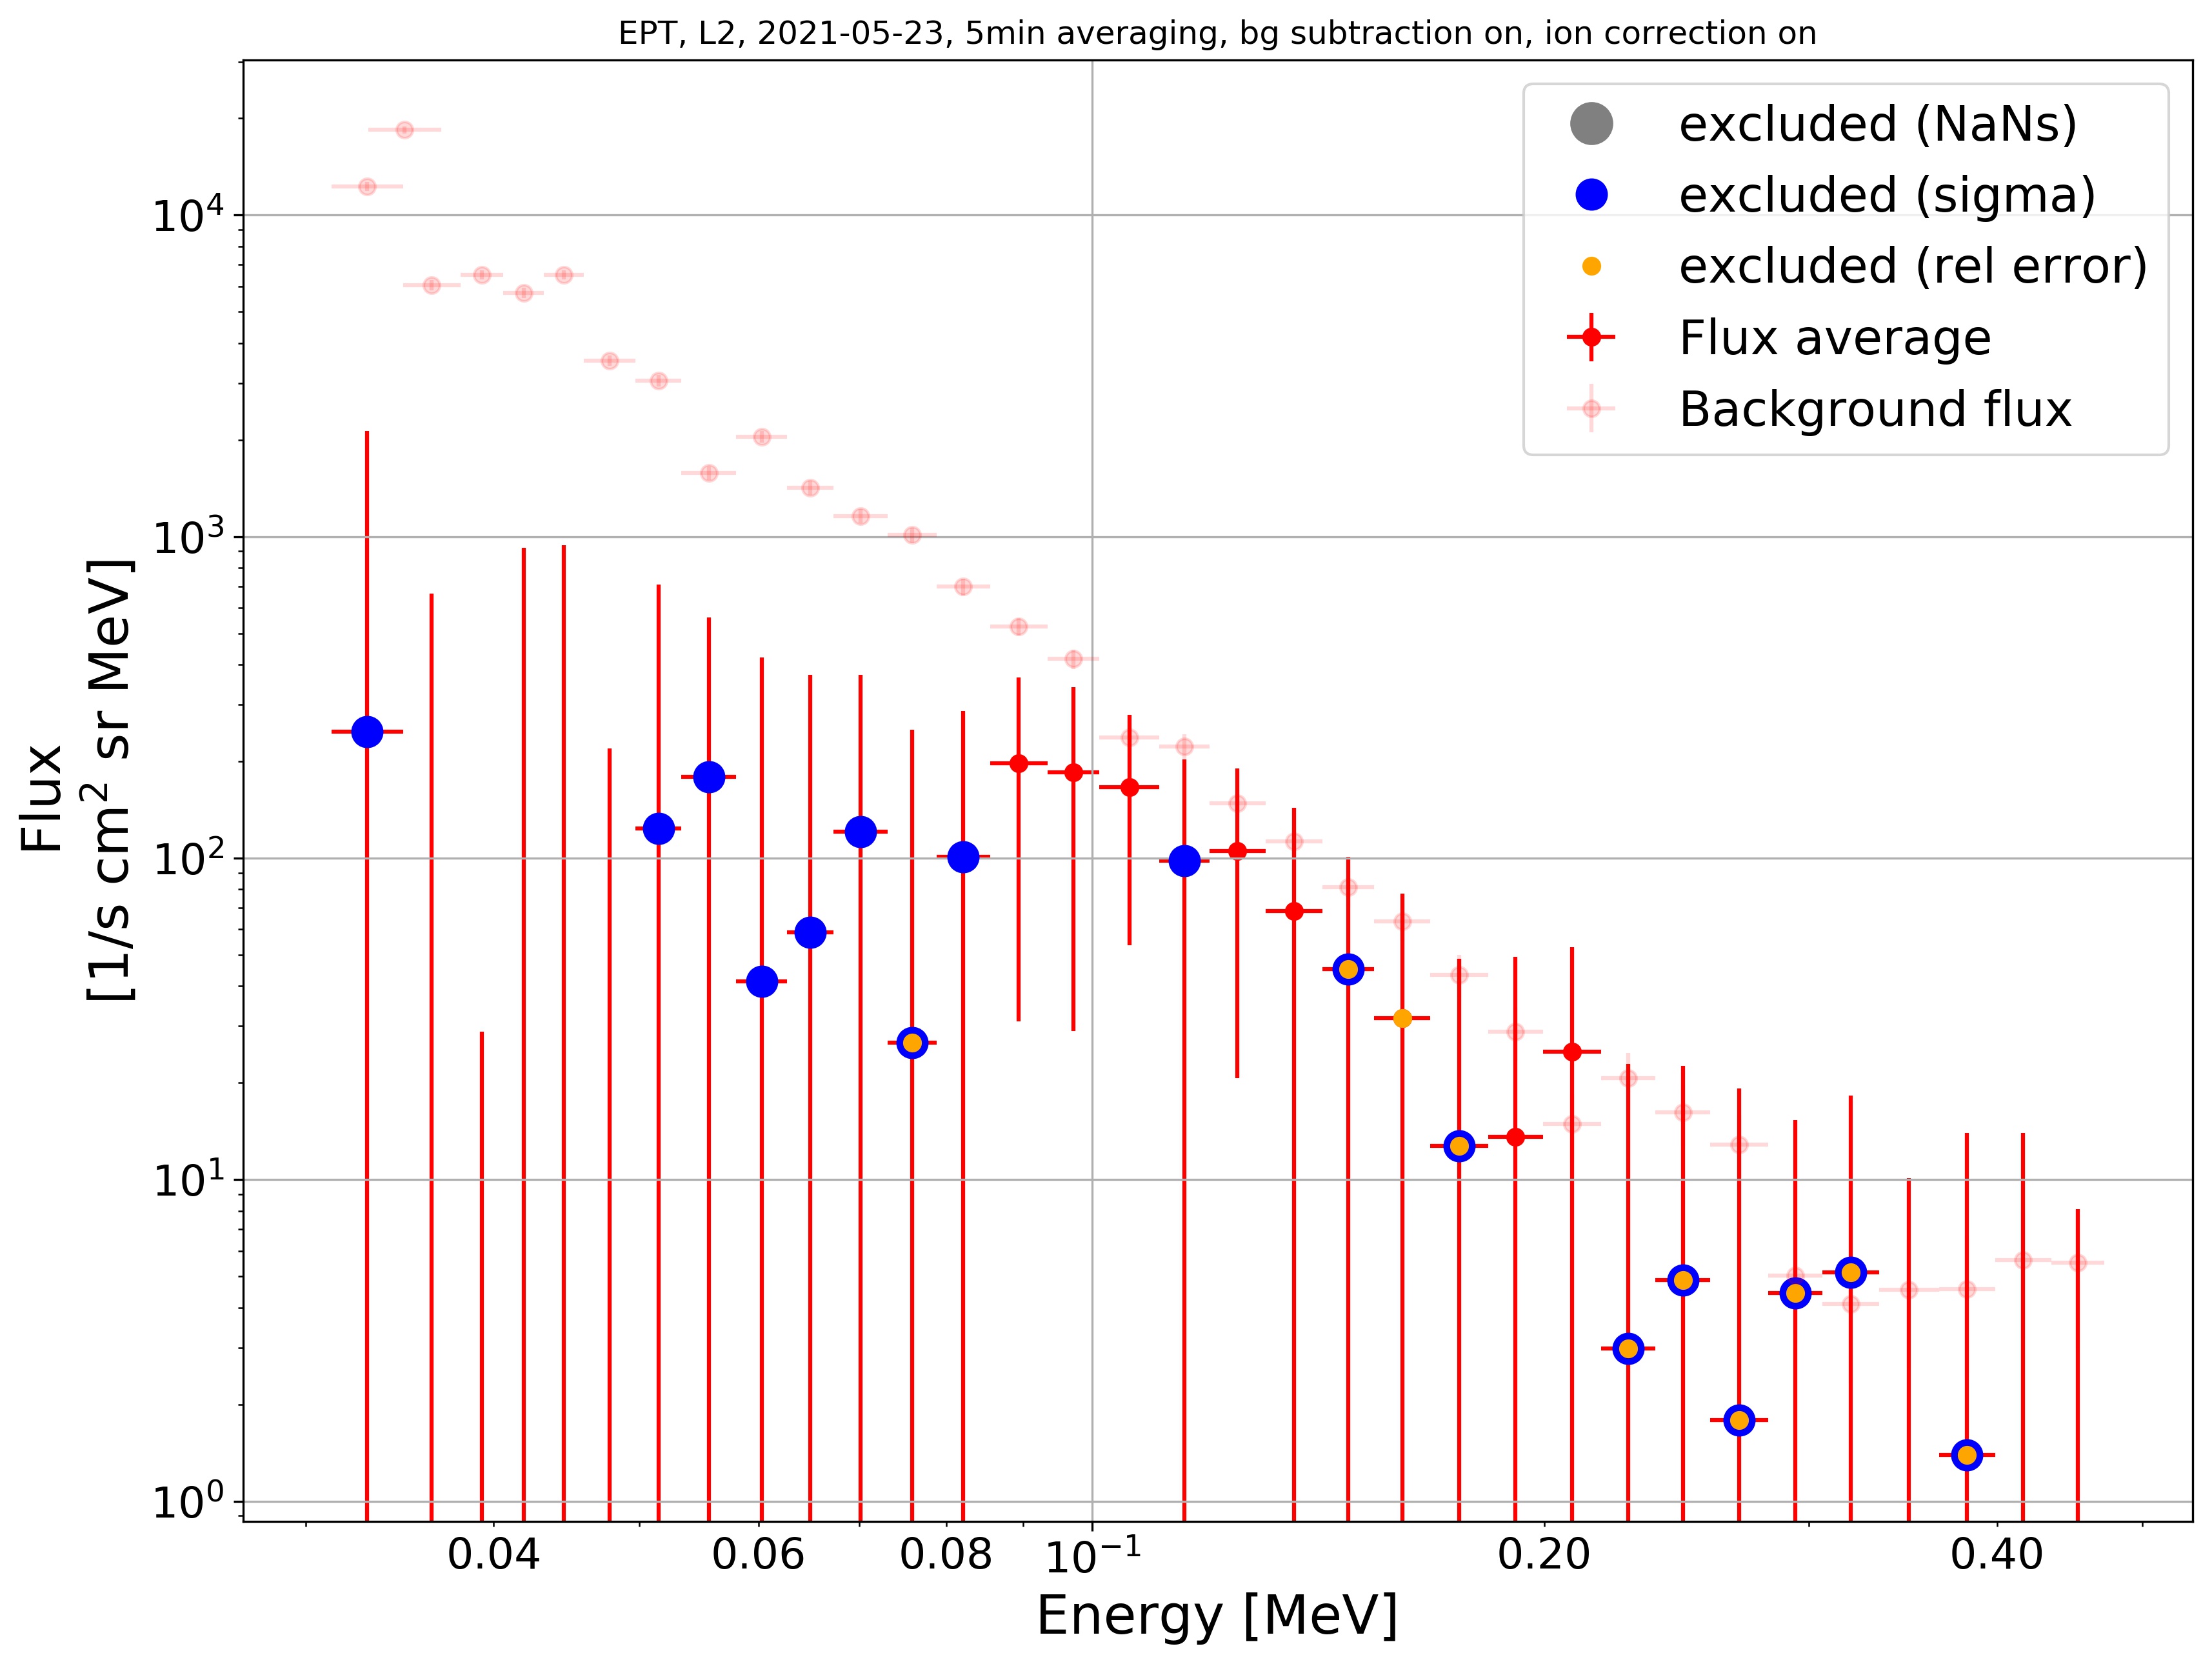 EPT, L2, 2021-05-23, 5min averaging, bg subtraction on, ion correction on
excluded (NaNs)
excluded (sigma)
excluded (rel error)
Flux average
Background flux
10⁴
10³
10²
10¹
10⁰
Flux
[1/s cm² sr MeV]
0.04 0.06 0.08 10⁻¹ 0.20 0.40
Energy [MeV]